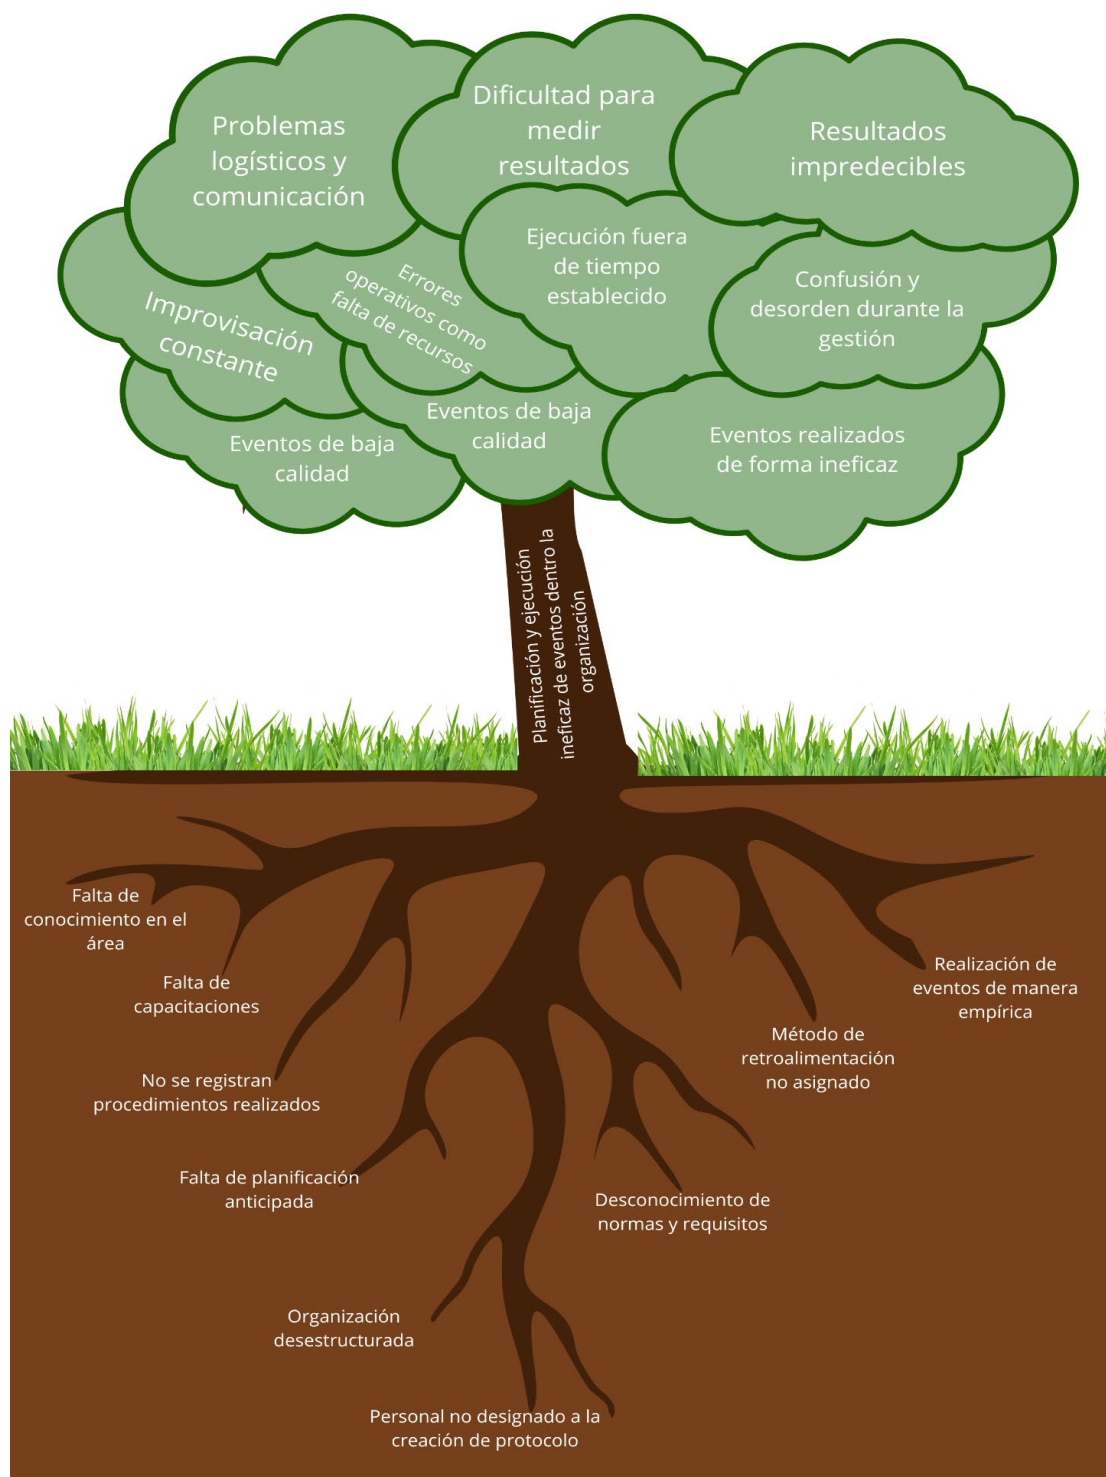 Problemas
logísticos y
comunicación
Dificultad para
medir
resultados
Resultados
impredecibles
Improvisación
constante
Errores
operativos como
falta de recursos
Ejecución fuera
de tiempo
establecido
Confusión y
desorden durante la
gestión
Eventos de baja
calidad
Eventos de baja
calidad
Eventos realizados
de forma ineficaz
Planificación y ejecución
ineficaz de eventos dentro la
organización
Falta de
conocimiento en el
área
Falta de
capacitaciones
No se registran
procedimientos realizados
Falta de planificación
anticipada
Organización
desestructurada
Personal no designado a la
creación de protocolo
Desconocimiento de
normas y requisitos
Método de
retroalimentación
no asignado
Realización de
eventos de manera
empírica